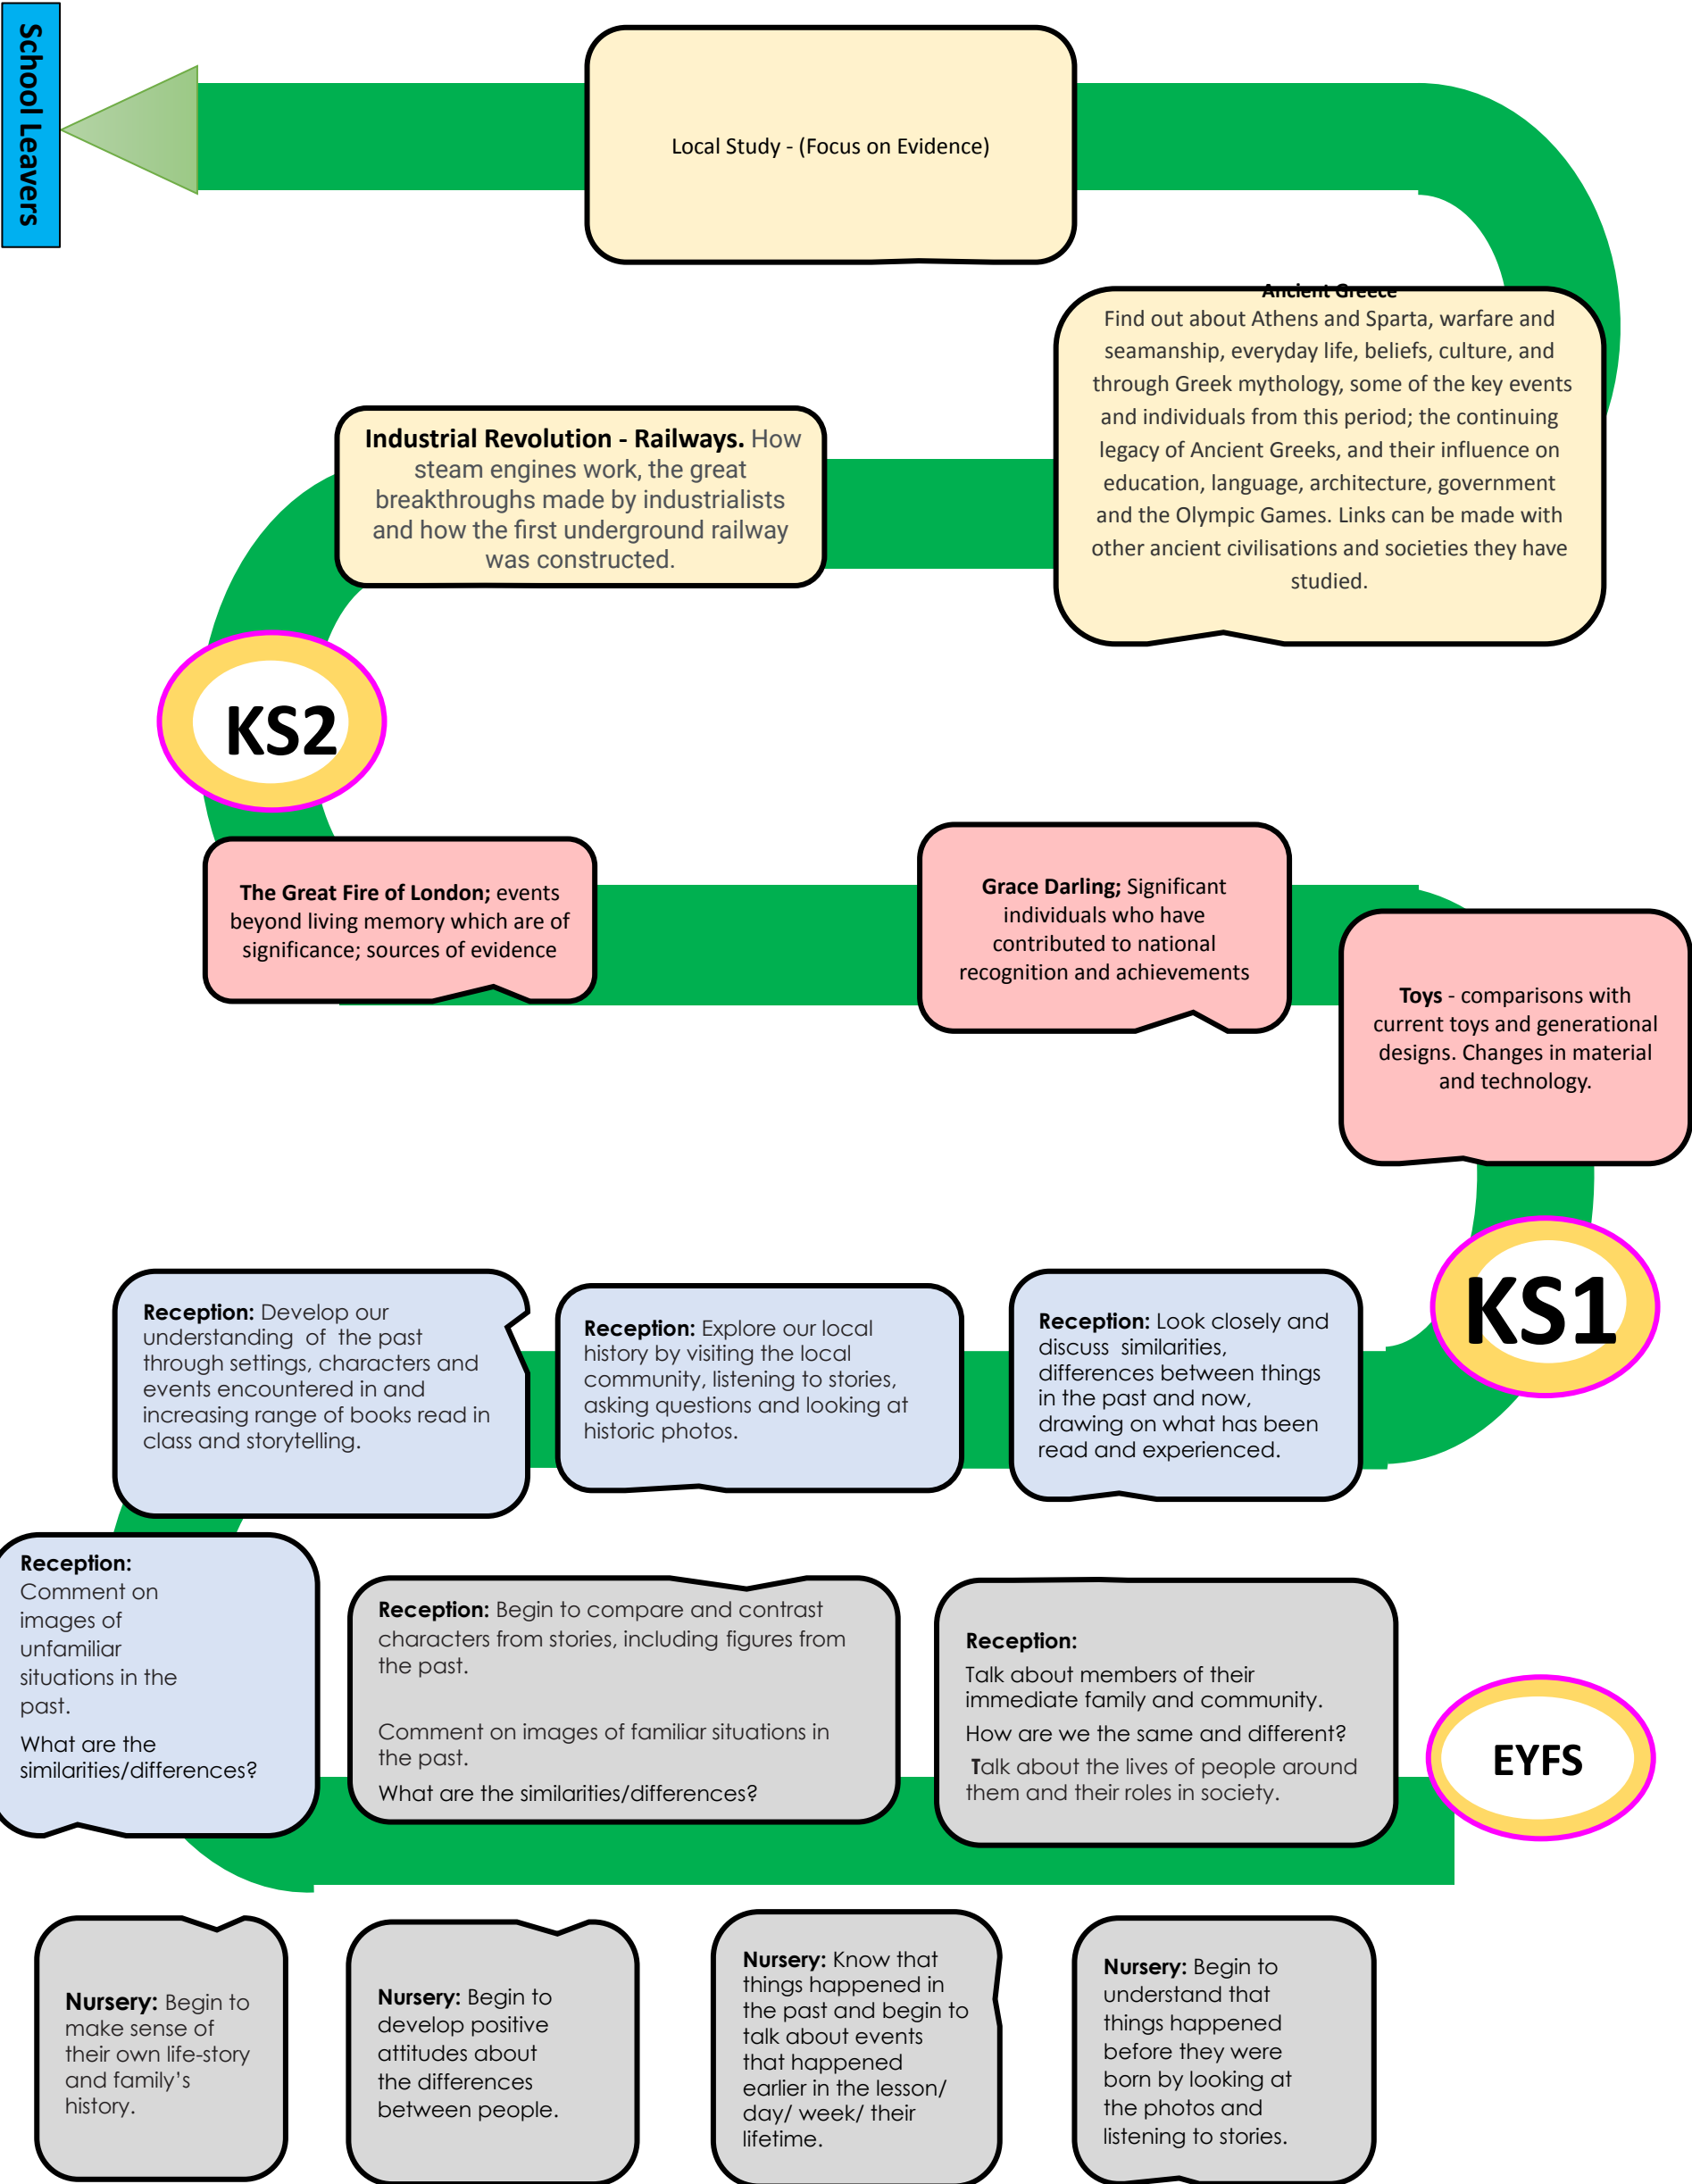 School Leavers
Local Study - (Focus on Evidence)
Ancient Greece
Find out about Athens and Sparta, warfare and
seamanship, everyday life, beliefs, culture, and
through Greek mythology, some of the key events
and individuals from this period; the continuing
legacy of Ancient Greeks, and their influence on
education, language, architecture, government
and the Olympic Games. Links can be made with
other ancient civilisations and societies they have
studied.
Industrial Revolution - Railways. How
steam engines work, the great
breakthroughs made by industrialists
and how the first underground railway
was constructed.
KS2
The Great Fire of London; events
beyond living memory which are of
significance; sources of evidence
Grace Darling; Significant
individuals who have
contributed to national
recognition and achievements
Toys - comparisons with
current toys and generational
designs. Changes in material
and technology.
KS1
Reception: Develop our
understanding of the past
through settings, characters and
events encountered in and
increasing range of books read in
class and storytelling.
Reception: Explore our local
history by visiting the local
community, listening to stories,
asking questions and looking at
historic photos.
Reception: Look closely and
discuss similarities,
differences between things
in the past and now,
drawing on what has been
read and experienced.
Reception:
Comment on
images of
unfamiliar
situations in the
past.
What are the
similarities/differences?
Reception: Begin to compare and contrast
characters from stories, including figures from
the past.
Comment on images of familiar situations in
the past.
What are the similarities/differences?
Reception:
Talk about members of their
immediate family and community.
How are we the same and different?
Talk about the lives of people around
them and their roles in society.
EYFS
Nursery: Begin to
make sense of
their own life-story
and family's
history.
Nursery: Begin to
develop positive
attitudes about
the differences
between people.
Nursery: Know that
things happened in
the past and begin to
talk about events
that happened
earlier in the lesson/
day/ week/ their
lifetime.
Nursery: Begin to
understand that
things happened
before they were
born by looking at
the photos and
listening to stories.